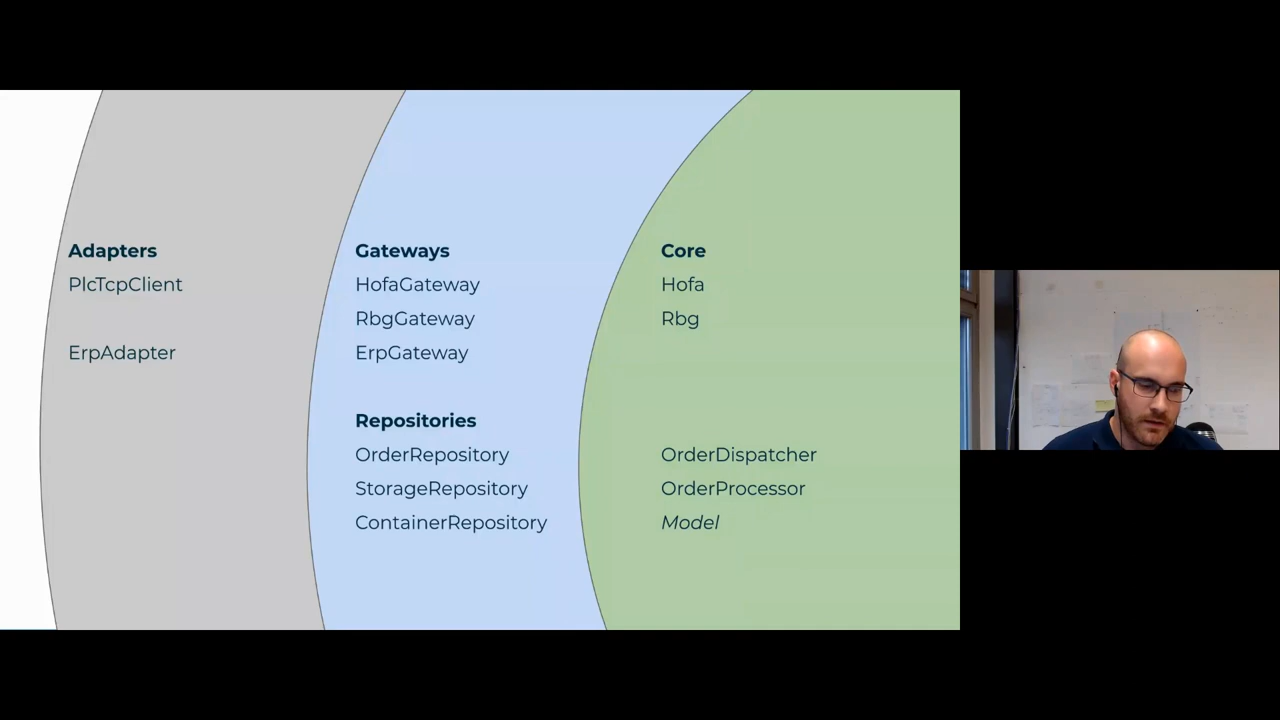 Adapters
PlcTcpClient
ErpAdapter
Gateways
HofaGateway
RbgGateway
ErpGateway
Repositories
OrderRepository
StorageRepository
ContainerRepository
Core
Hofa
Rbg
OrderDispatcher
OrderProcessor
Model